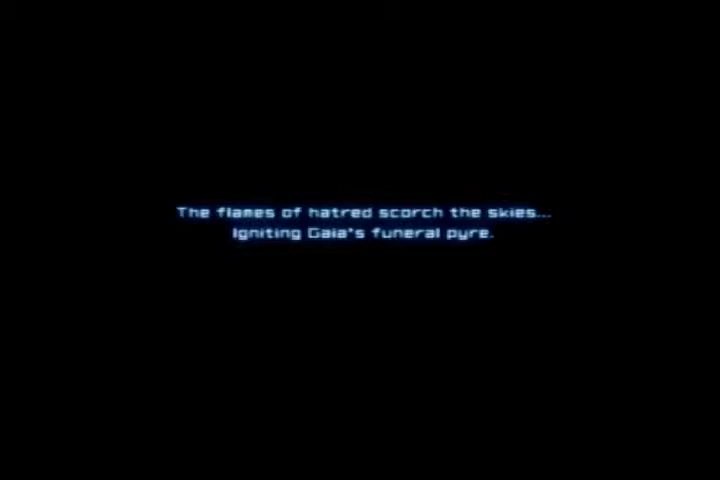 The flames of hatred scorch the skies...
Igniting Gaia's funeral pyre.